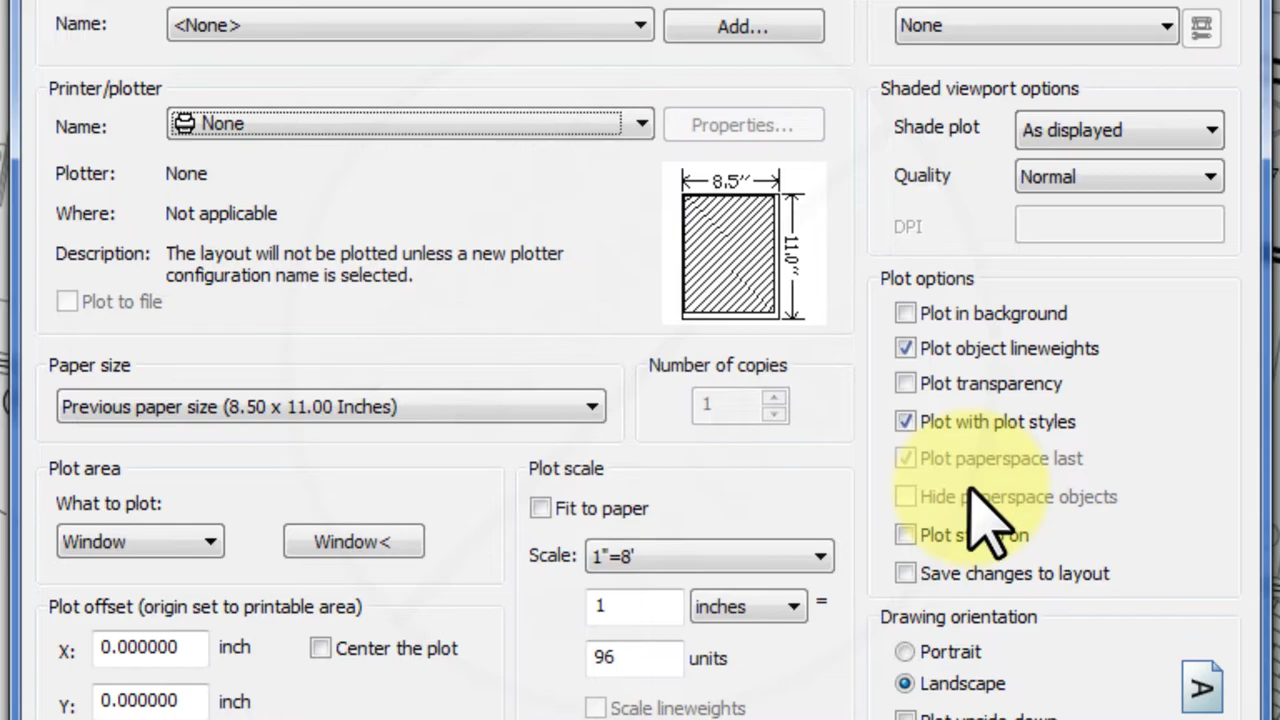 Name:
<None>
Add...
None
Printer/plotter
Name:
None
Properties...
Plotter:
None
Where:
Not applicable
Description:
The layout will not be plotted unless a new plotter
configuration name is selected.
Plot to file
8.5''
11.0''
Shaded viewport options
Shade plot
As displayed
Quality
Normal
DPI
Paper size
Previous paper size (8.50 x 11.00 Inches)
Number of copies
1
Plot options
Plot in background
Plot object lineweights
Plot transparency
Plot with plot styles
Plot paperspace last
Hide paperspace objects
Plot on
Save changes to layout
Plot area
What to plot:
Window
Window<
Plot scale
Fit to paper
Scale:
1"=8'
1
inches
=
96
units
Scale lineweights
Plot offset (origin set to printable area)
X:
0.000000
inch
Center the plot
Y:
0.000000
inch
Drawing orientation
Portrait
Landscape
A
Plot upside-down